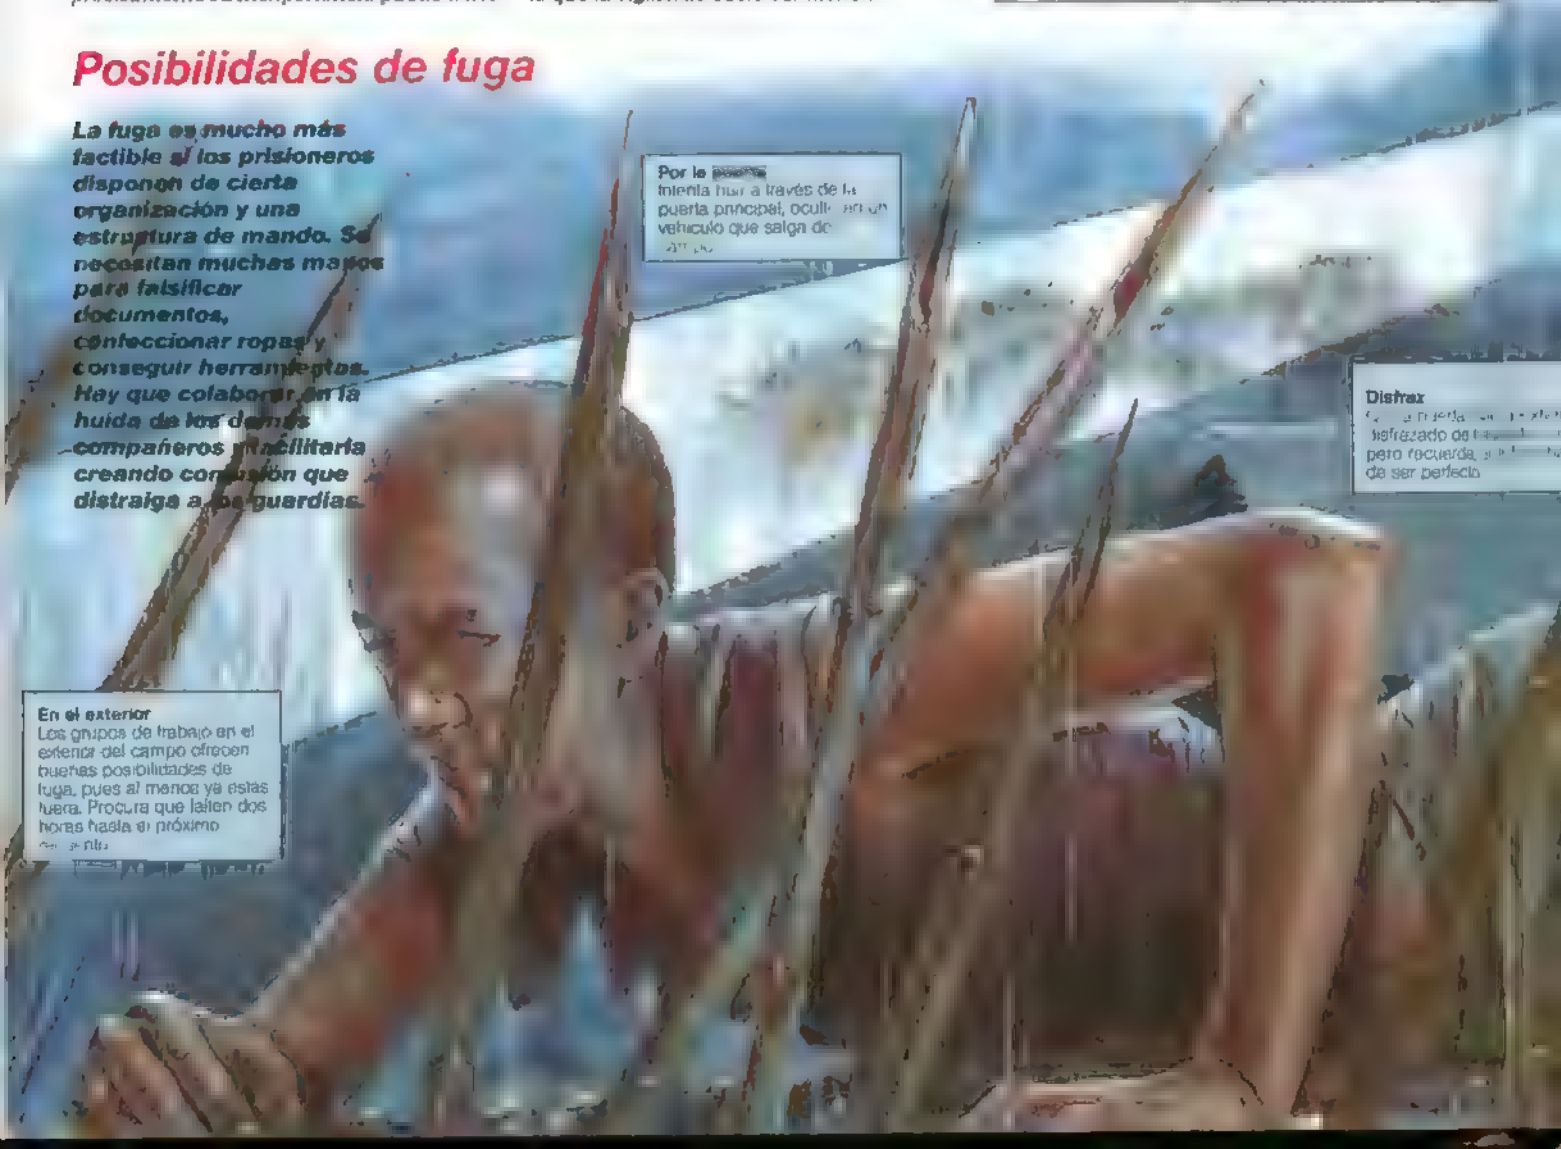 Posibilidades de fuga
La fuga es mucho más
factible si los prisioneros
disponen de cierta
organización y una
estructura de mando. Se
necesitan muchas manos
para falsificar
documentos,
confeccionar ropas y
conseguir herramientas.
Hay que colaborar en la
huida de los demás
compañeros y facilitarla
creando confusión que
distraiga a los guardias.
Por la
Intenta huir a través de la
puerta principal, en un
vehículo que salga de
Disfraz
disfrazado de
pero recuerda
de ser perfecto
En el exterior
Los grupos de trabajo en el
exterior del campo ofrecen
buenas posibilidades de
fuga, pues al menos ya estás
fuera. Procura que falten dos
horas hasta el próximo